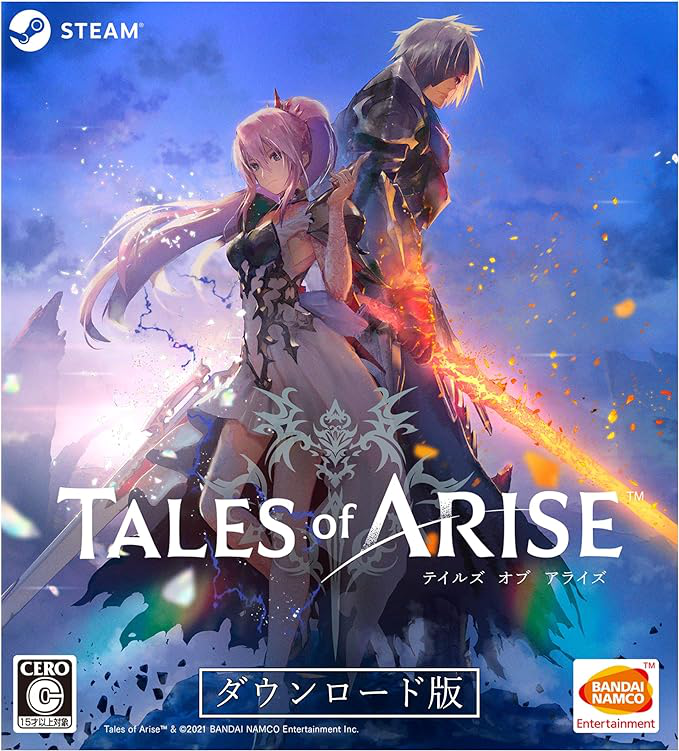 STEAM®
TALES of ARISE™
テイルズ オブ アライズ
CERO
C
15才以上対象
ダウンロード版
BANDAI
NAMCO
TM
Entertainment
Tales of Arise™ & ©2021 BANDAI NAMCO Entertainment Inc.